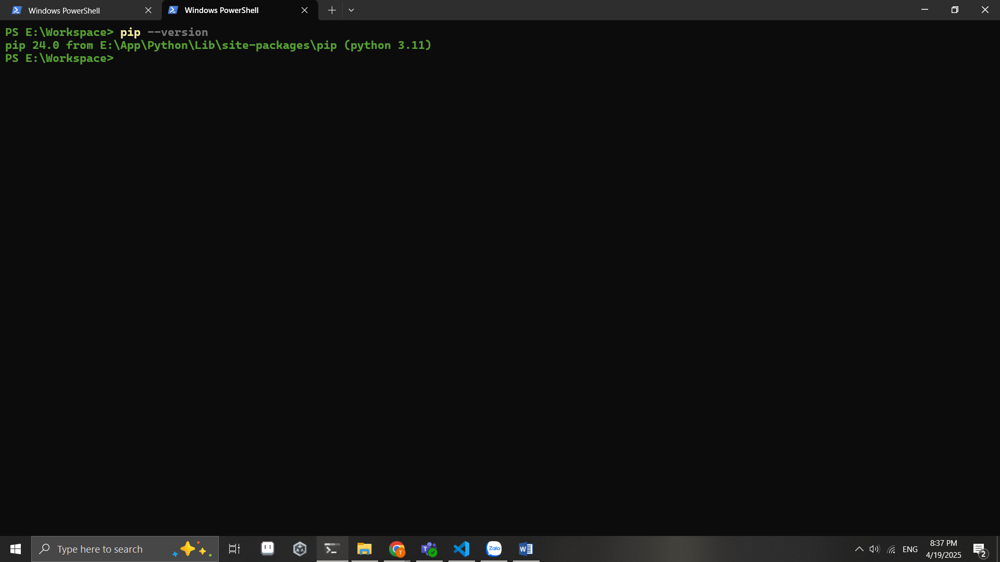 Windows PowerShell
Windows PowerShell
PS E:\Workspace> pip --version
pip 24.0 from E:\App\Python\Lib\site-packages\pip (python 3.11)
PS E:\Workspace>
Type here to search
T
T
Zalo
W
ENG
8:37 PM
4/19/2025
2